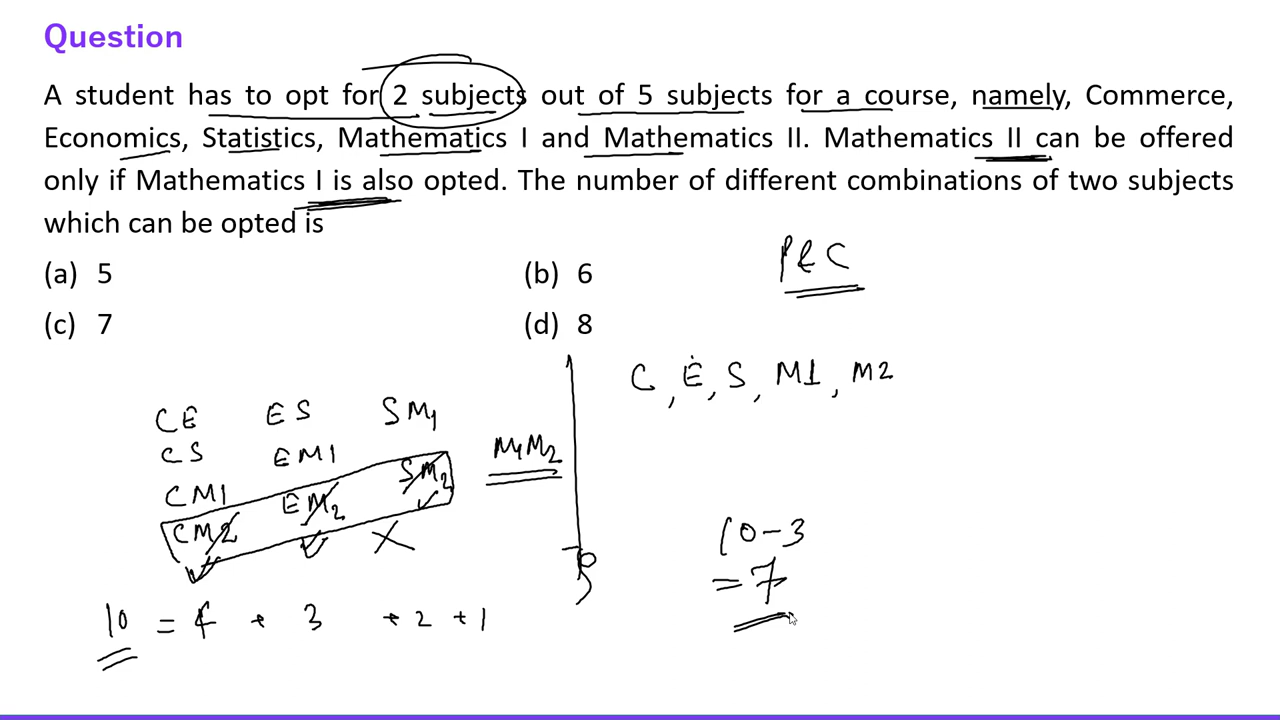 Question
A student has to opt for 2 subjects out of 5 subjects for a course, namely, Commerce,
Economics, Statistics, Mathematics I and Mathematics II. Mathematics II can be offered
only if Mathematics I is also opted. The number of different combinations of two subjects
which can be opted is
(a) 5 (b) 6
(c) 7 (d) 8
P&C
C, E, S, M1, M2
CE ES SM1
CS EM1 M1M2
CM1 EM2 SM2
CM2
10 - 3
= 7
10 = 4 + 3 + 2 + 1